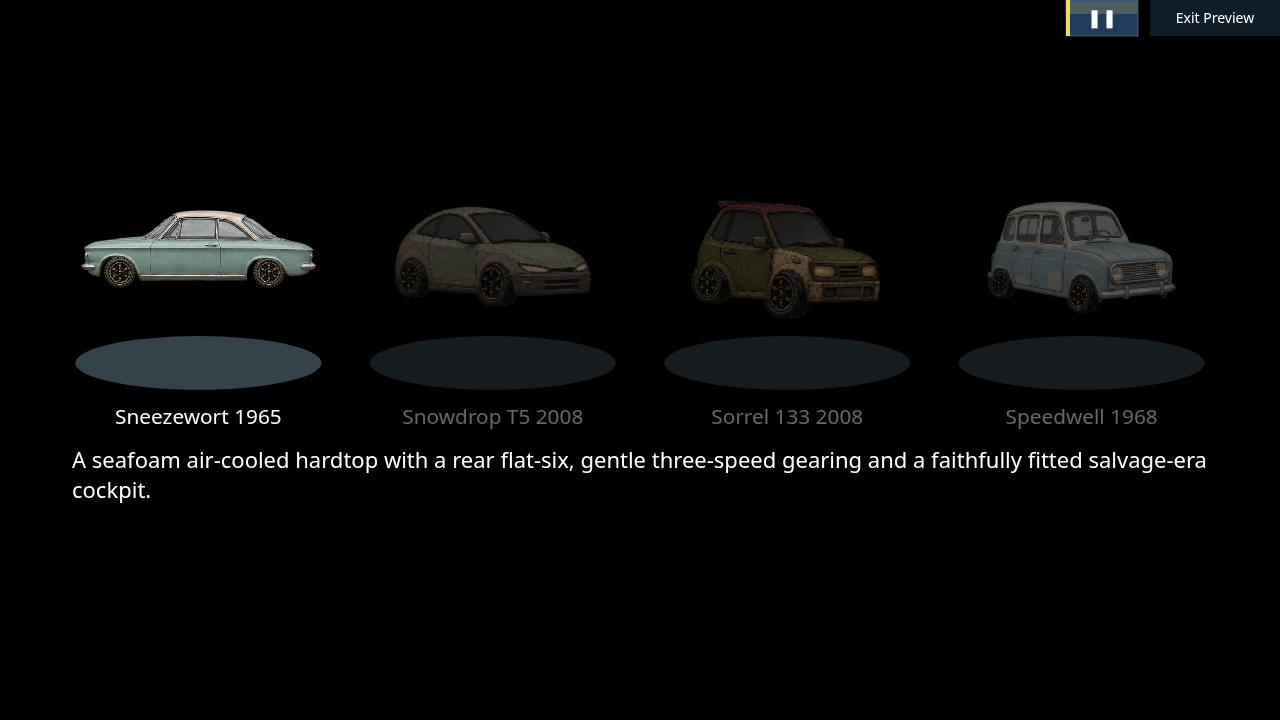 Exit Preview
Sneezewort 1965
Snowdrop T5 2008
Sorrel 133 2008
Speedwell 1968
A seafoam air-cooled hardtop with a rear flat-six, gentle three-speed gearing and a faithfully fitted salvage-era
cockpit.